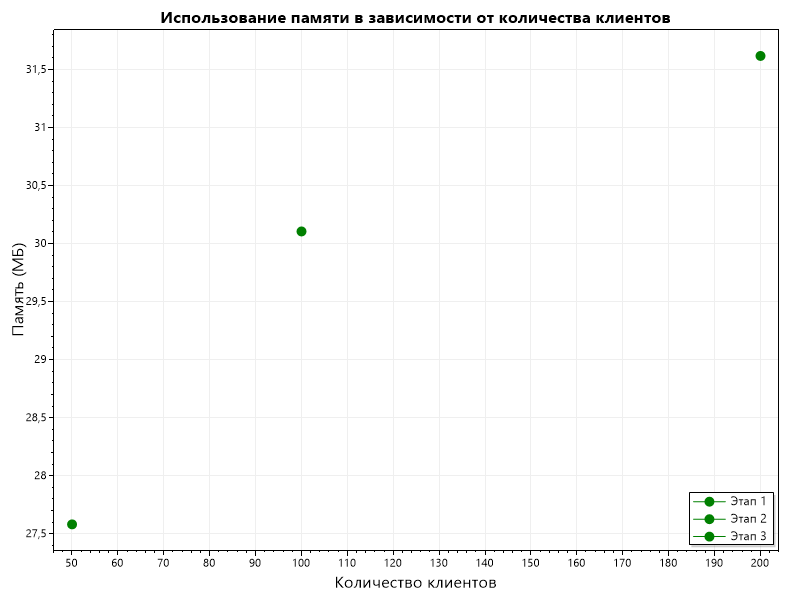 Использование памяти в зависимости от количества клиентов
Память (МБ)
31,5
31
30,5
30
29,5
29
28,5
28
27,5
50 60 70 80 90 100 110 120 130 140 150 160 170 180 190 200
Количество клиентов
Этап 1
Этап 2
Этап 3